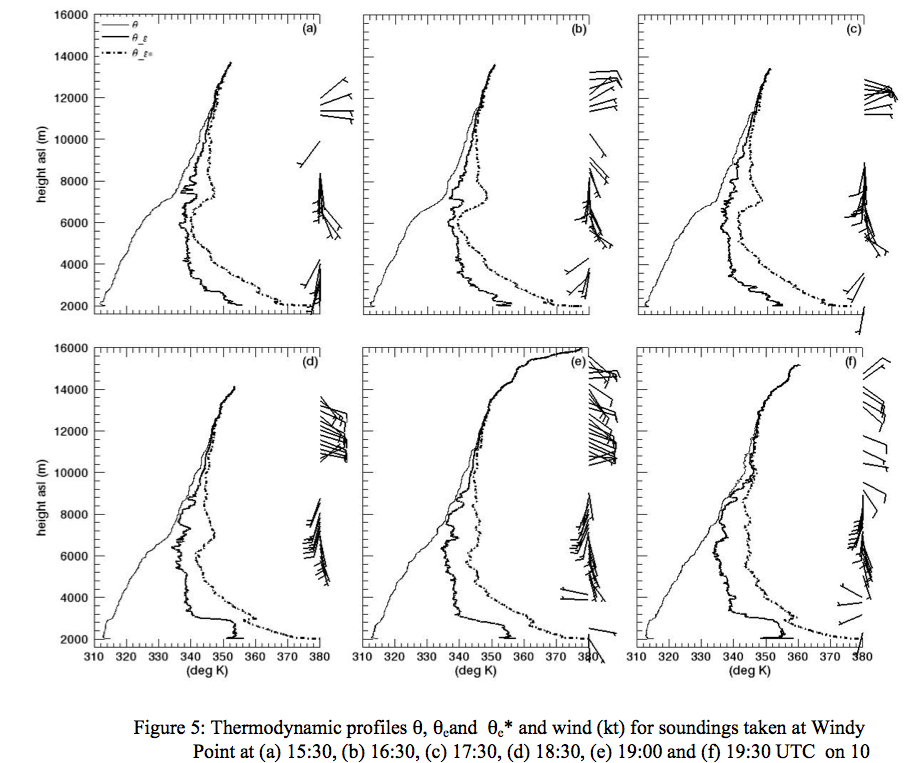 16000
(a)
(b)
(c)
θ
θ_ε
θ_ε*
14000
12000
10000
8000
6000
4000
2000
height asl (m)
16000
(d)
(e)
(f)
14000
12000
10000
8000
6000
4000
2000
height asl (m)
310 320 330 340 350 360 370 380
310 320 330 340 350 360 370 380
310 320 330 340 350 360 370 380
(deg K)
(deg K)
(deg K)
Figure 5: Thermodynamic profiles θ, θeand θe* and wind (kt) for soundings taken at Windy
Point at (a) 15:30, (b) 16:30, (c) 17:30, (d) 18:30, (e) 19:00 and (f) 19:30 UTC on 10